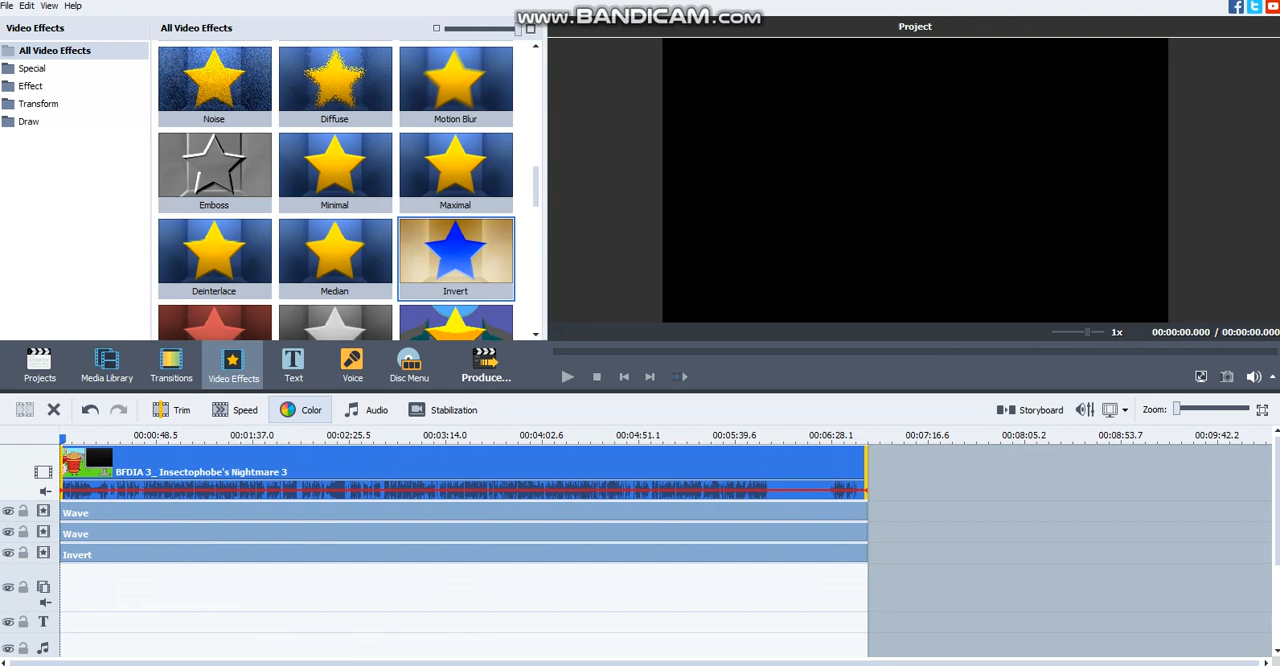 File Edit View Help
www.BANDICAM.com
Video Effects
All Video Effects
Project
All Video Effects
Special
Effect
Transform
Draw
Noise
Diffuse
Motion Blur
Emboss
Minimal
Maximal
Deinterlace
Median
Invert
1x
00:00:00.000 / 00:00:00.000
Projects
Media Library
Transitions
Video Effects
Text
Voice
Disc Menu
Produce...
Trim
Speed
Color
Audio
Stabilization
Storyboard
Zoom:
00:00:48.5 00:01:37.0 00:02:25.5 00:03:14.0 00:04:02.6 00:04:51.1 00:05:39.6 00:06:28.1 00:07:16.6 00:08:05.2 00:08:53.7 00:09:42.2
BFDIA 3_ Insectophobe's Nightmare 3
Wave
Wave
Invert